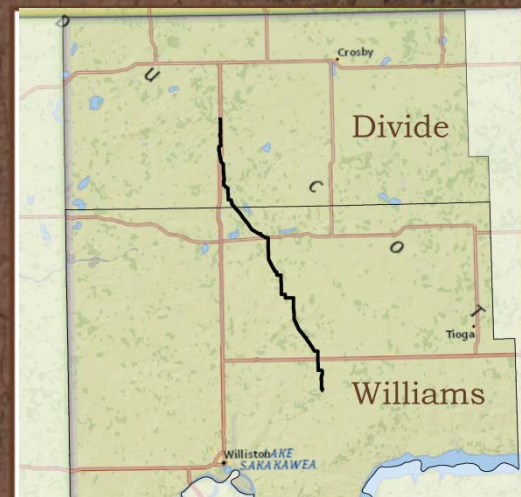 D
U
Crosby
Divide
C
O
T
Tioga
Williams
Williston
LAKE
SAKAKAWEA